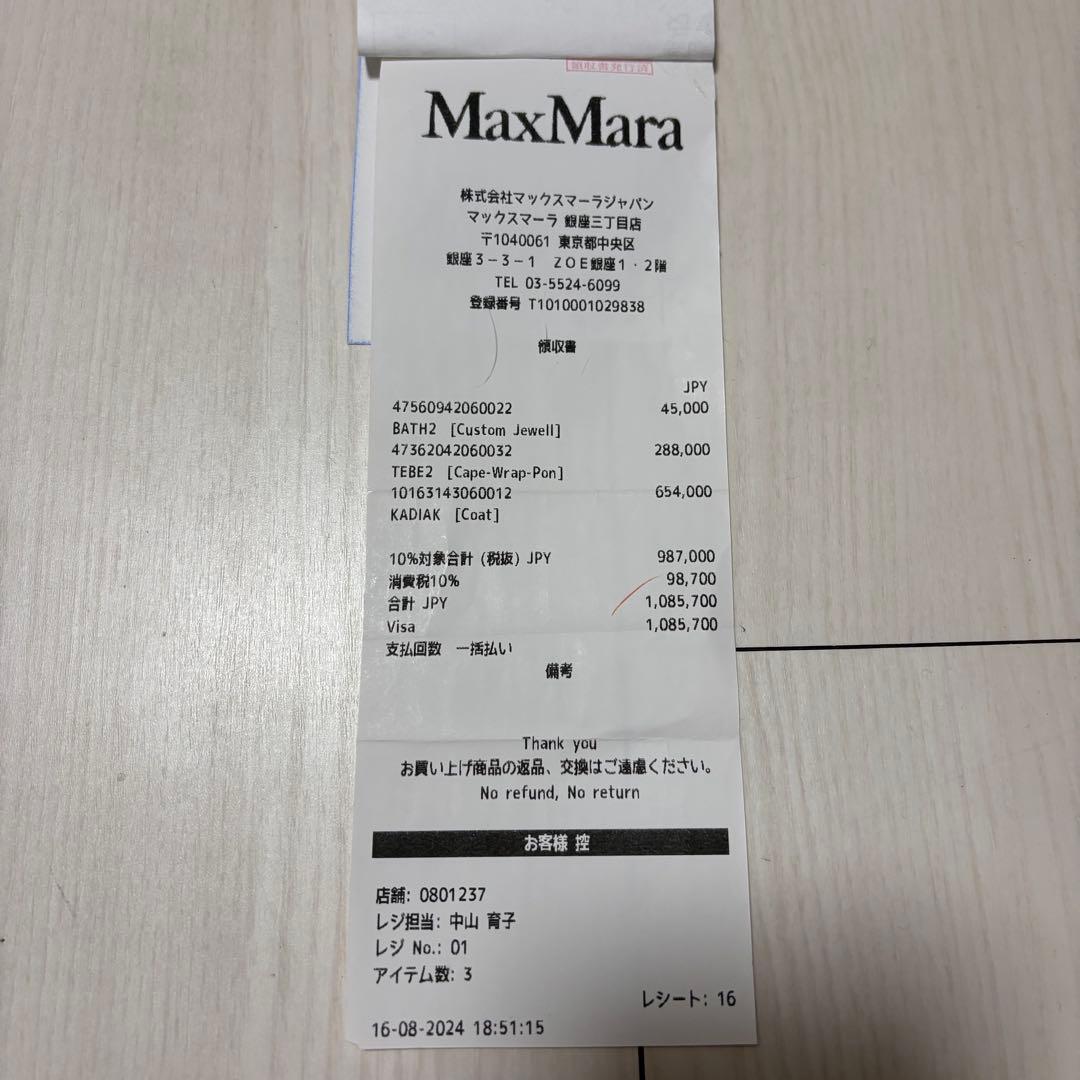 領収書発行済
MaxMara
株式会社マックスマーラジャパン
マックスマーラ 銀座三丁目店
〒1040061 東京都中央区
銀座3-3-1 ZOE銀座1・2階
TEL 03-5524-6099
登録番号 T1010001029838
領収書
JPY
47560942060022 45,000
BATH2 [Custom Jewell]
47362042060032 288,000
TEBE2 [Cape-Wrap-Pon]
10163143060012 654,000
KADIAK [Coat]
10%対象合計 (税抜) JPY 987,000
消費税10% 98,700
合計 JPY 1,085,700
Visa 1,085,700
支払回数 一括払い
備考
Thank you
お買い上げ商品の返品、交換はご遠慮ください。
No refund, No return
お客様 控
店舗: 0801237
レジ担当: 中山 育子
レジ No.: 01
アイテム数: 3
レシート: 16
16-08-2024 18:51:15